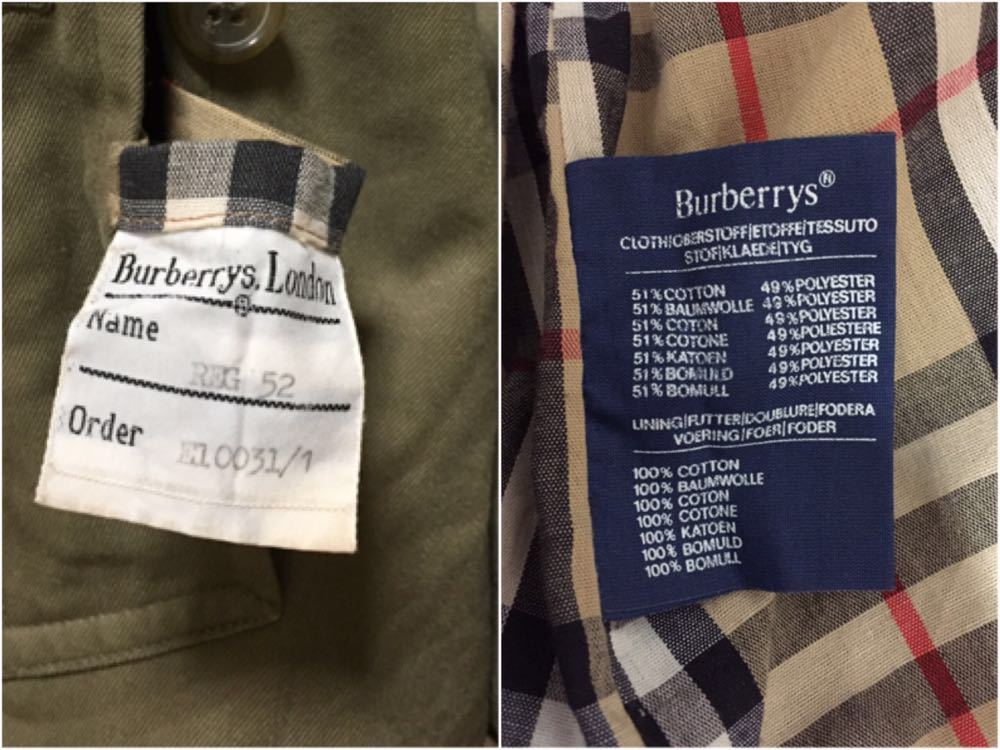 Burberrys. London
Name
REG 52
Order
E10031/1
Burberrys®
CLOTH|OBERSTOFF|ETOFFE|TESSUTO
STOF|KLAEDE|TYG
51% COTTON 49% POLYESTER
51% BAUMWOLLE 49% POLYESTER
51% COTON 49% POLYESTER
51% COTONE 49% POLIESTERE
51% KATOEN 49% POLYESTER
51% BOMULD 49% POLYESTER
51% BOMULL 49% POLYESTER
LINING|FUTTER|DOUBLURE|FODERA
VOERING|FOER|FODER
100% COTTON
100% BAUMWOLLE
100% COTON
100% COTONE
100% KATOEN
100% BOMULD
100% BOMULL